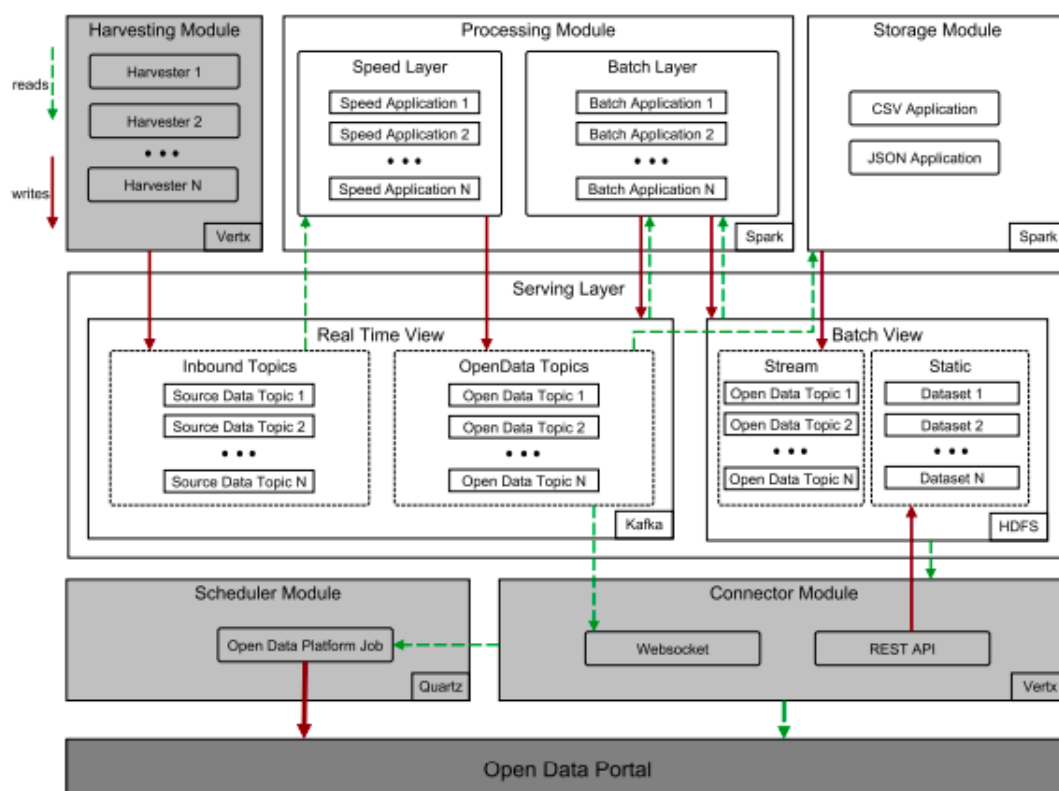 Harvesting Module
Harvester 1
Harvester 2
• • •
Harvester N
Vertx
reads
writes
Processing Module
Speed Layer
Speed Application 1
Speed Application 2
• • •
Speed Application N
Batch Layer
Batch Application 1
Batch Application 2
• • •
Batch Application N
Spark
Storage Module
CSV Application
JSON Application
Spark
Serving Layer
Real Time View
Inbound Topics
Source Data Topic 1
Source Data Topic 2
• • •
Source Data Topic N
OpenData Topics
Open Data Topic 1
Open Data Topic 2
• • •
Open Data Topic N
Kafka
Batch View
Stream
Open Data Topic 1
Open Data Topic 2
• • •
Open Data Topic N
Static
Dataset 1
Dataset 2
• • •
Dataset N
HDFS
Scheduler Module
Open Data Platform Job
Quartz
Connector Module
Websocket
REST API
Vertx
Open Data Portal